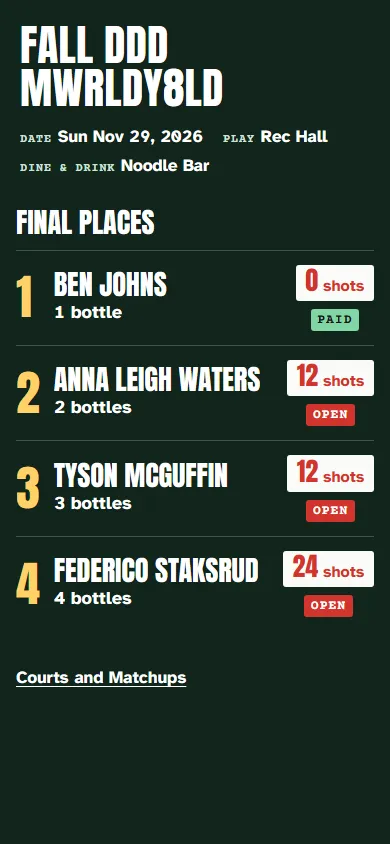 FALL DDD
MWRLDY8LD
DATE Sun Nov 29, 2026 PLAY Rec Hall
DINE & DRINK Noodle Bar
FINAL PLACES
1 BEN JOHNS 0 shots
1 bottle PAID
2 ANNA LEIGH WATERS 12 shots
2 bottles OPEN
3 TYSON MCGUFFIN 12 shots
3 bottles OPEN
4 FEDERICO STAKSRUD 24 shots
4 bottles OPEN
Courts and Matchups